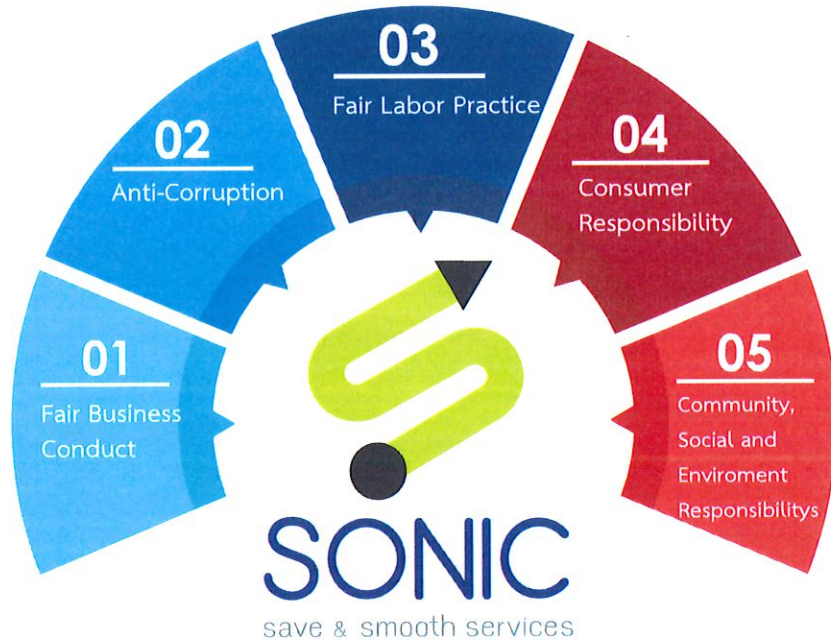 01
Fair Business
Conduct
02
Anti-Corruption
03
Fair Labor Practice
04
Consumer
Responsibility
05
Community,
Social and
Enviroment
Responsibilitys
SONIC
save & smooth services